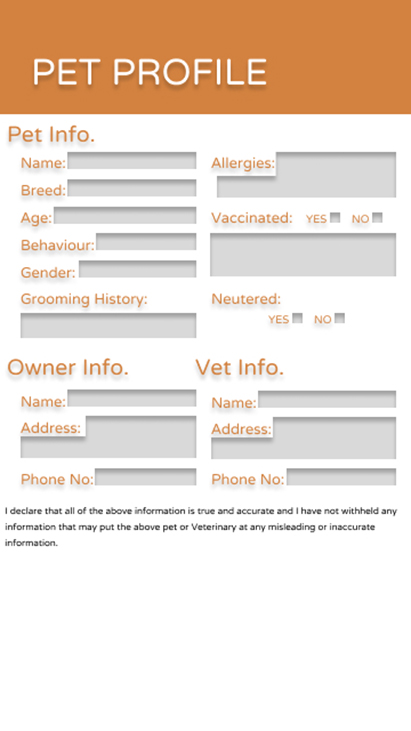 PET PROFILE
Pet Info.
Name:
Breed:
Age:
Behaviour:
Gender:
Grooming History:
Allergies:
Vaccinated: YES NO
Neutered:
YES NO
Owner Info.
Name:
Address:
Phone No:
Vet Info.
Name:
Address:
Phone No:
I declare that all of the above information is true and accurate and I have not withheld any
information that may put the above pet or Veterinary at any misleading or inaccurate
information.